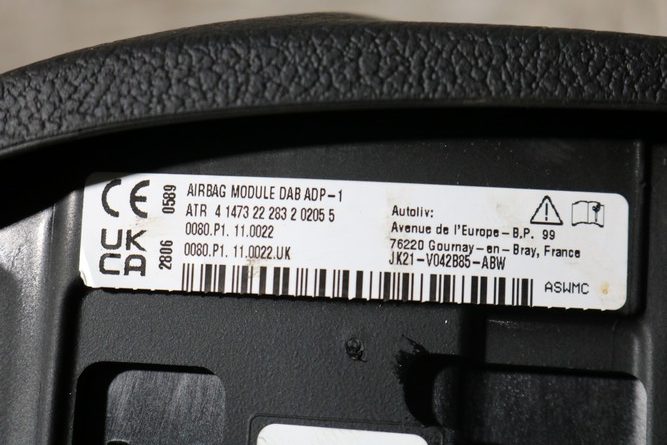 CE 0589
UK CA 2806
AIRBAG MODULE DAB ADP-1
ATR 4 1473 22 283 2 0205 5
0080.P1. 11.0022
0080.P1. 11.0022.UK
Autoliv:
Avenue de l'Europe - B.P. 99
76220 Gournay-en-Bray, France
JK21-V042B85-ABW
ASWMC